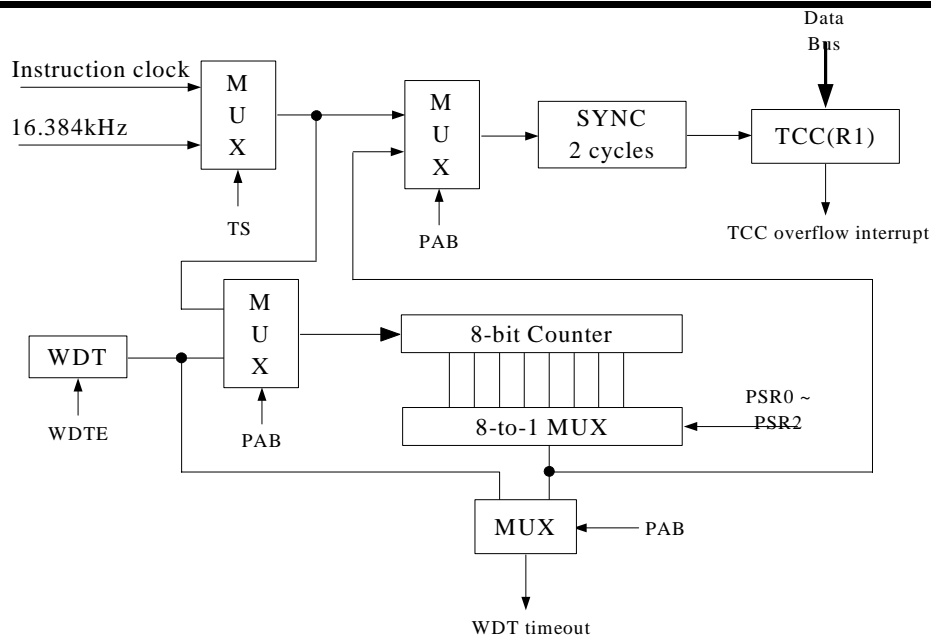 Data
Bus
Instruction clock
16.384kHz
M
U
X
TS
M
U
X
PAB
SYNC
2 cycles
TCC(R1)
TCC overflow interrupt
WDT
WDTE
M
U
X
PAB
8-bit Counter
8-to-1 MUX
PSR0 ~
PSR2
MUX
PAB
WDT timeout